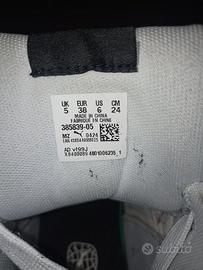 UK EUR US CM
5 38 6 24
MADE IN CHINA
FABRIQUÉ EN CHINE
385839-05
MZ 0424
AD vf99J
subito